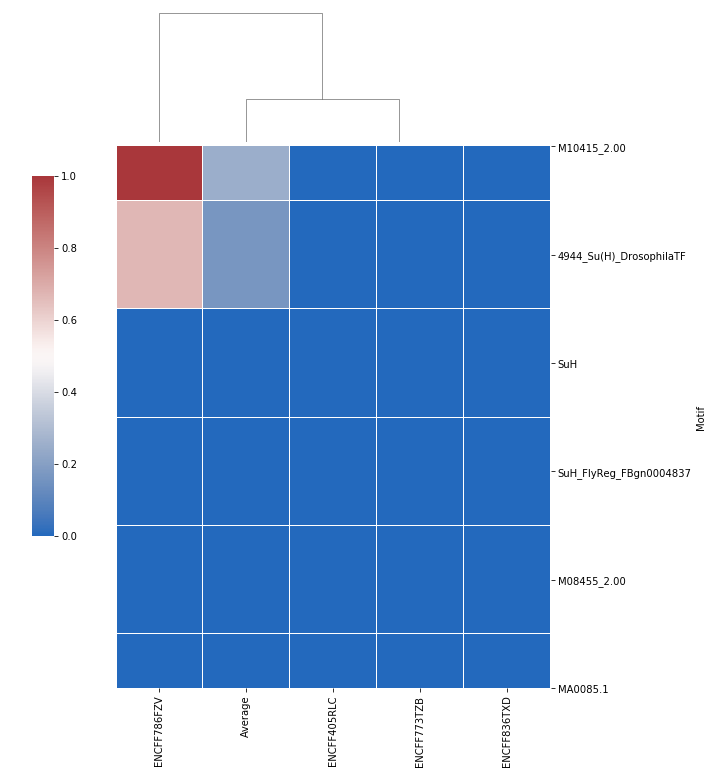 M10415_2.00
1.0
0.8
4944_Su(H)_DrosophilaTF
0.6
SuH
0.4
Motif
0.2
SuH_FlyReg_FBgn0004837
0.0
M08455_2.00
MA0085.1
ENCFF786FZV
Average
ENCFF405RLC
ENCFF773TZB
ENCFF836TXD